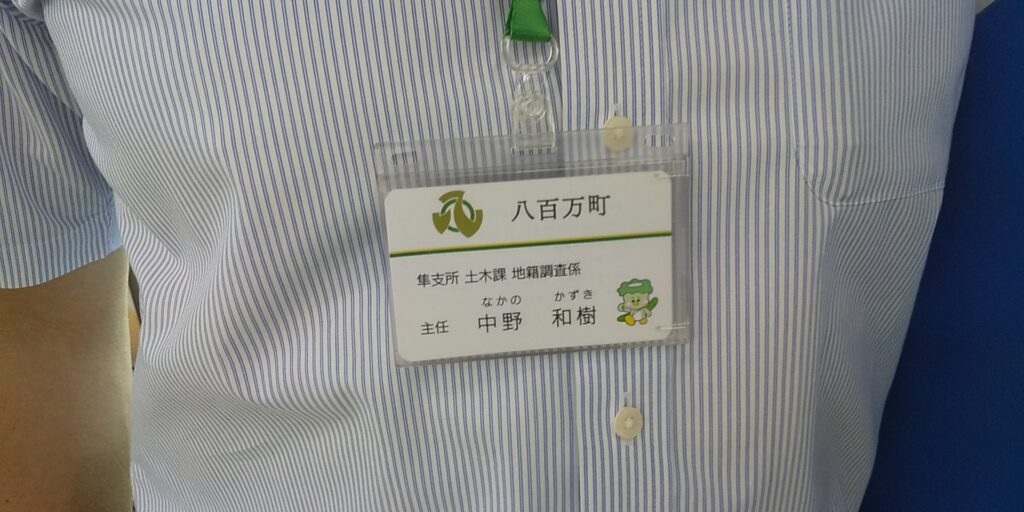 八百万町
隼支所 土木課 地籍調査係
なかの かずき
主任 中野 和樹